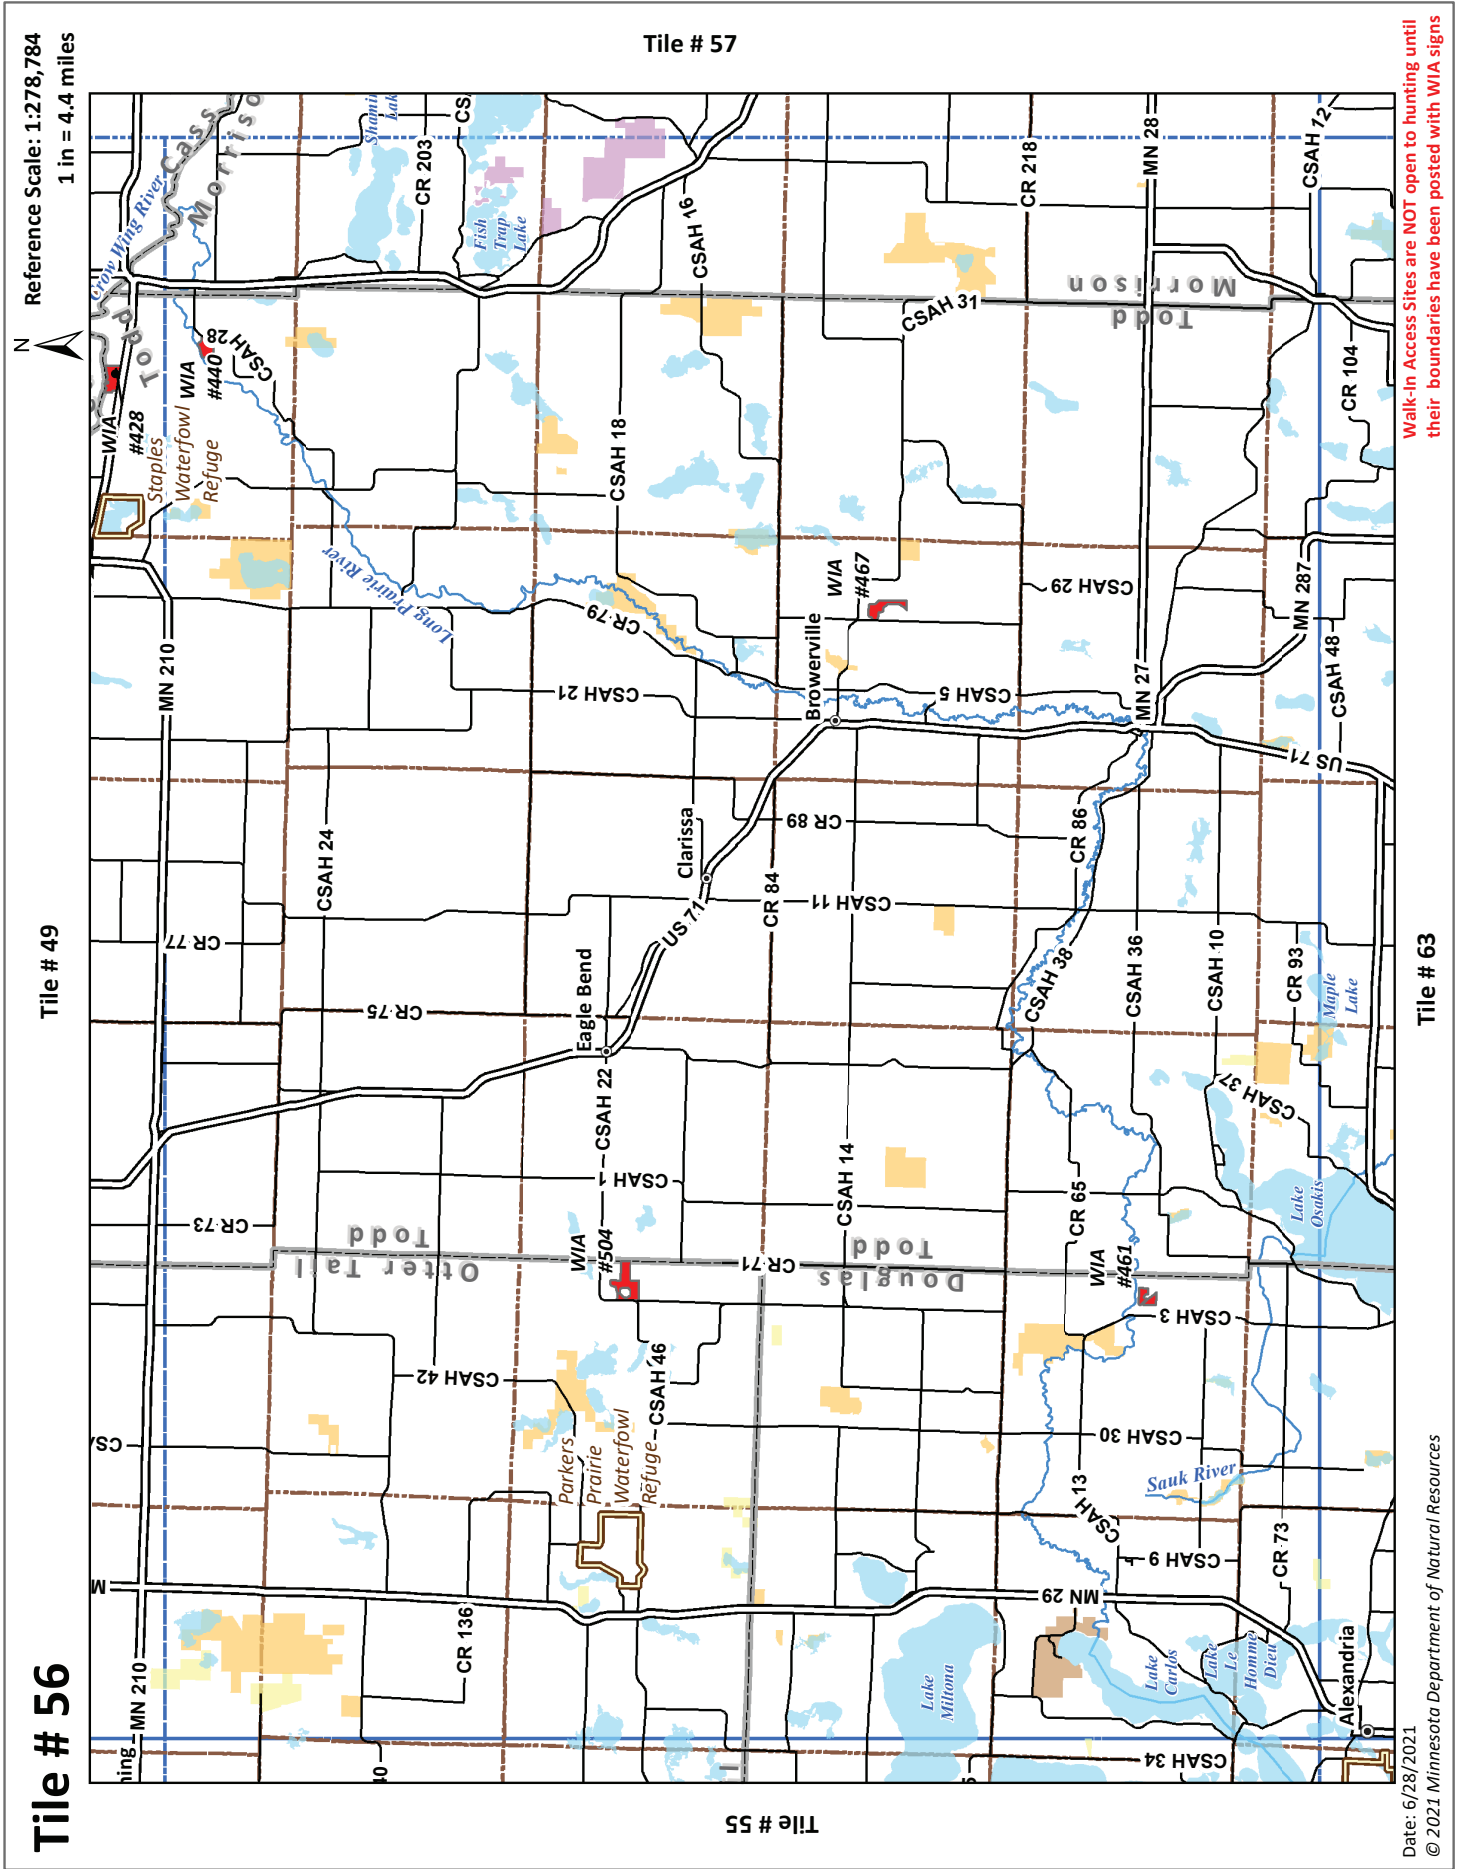 Tile # 56
Tile # 49
Reference Scale: 1:278,784
1 in = 4.4 miles
N
Tile # 57
Tile # 55
Tile # 63
MN 210
MN 210
CR 73
CR 77
CSAH 24
CR 75
CSAH 42
CR 136
40
WIA
#428
Staples
Waterfowl
Refuge
WIA
#440
CSAH 28
Crow Wing River
Cass
Morriso
Todd
CR 203
Fish
Trap
Lake
Long Prairie River
Otter Tail
Todd
Eagle Bend
CSAH 22
CSAH 1
WIA
#504
CSAH 46
Parkers
Prairie
Waterfowl
Refuge
CSAH 21
CR 79
CSAH 18
CSAH 16
Clarissa
US 71
CR 84
CR 89
CSAH 11
CR 71
CSAH 14
Douglas
Todd
Browerville
WIA
#467
CSAH 5
CSAH 31
CSAH 29
CR 218
Todd
Morrison
MN 27
MN 28
CR 86
CSAH 38
CSAH 36
CSAH 10
CR 93
Maple
Lake
CSAH 37
CR 65
WIA
#461
CSAH 3
Lake
Osakis
CSAH 30
CSAH 13
Sauk River
CSAH 9
CR 73
MN 29
Lake
Miltona
Lake
Carlos
Lake
Le
Homme
Dieu
Alexandria
CSAH 34
US 71
CSAH 48
MN 287
CR 104
CSAH 12
Walk-In Access Sites are NOT open to hunting until
their boundaries have been posted with WIA signs
Date: 6/28/2021
© 2021 Minnesota Department of Natural Resources